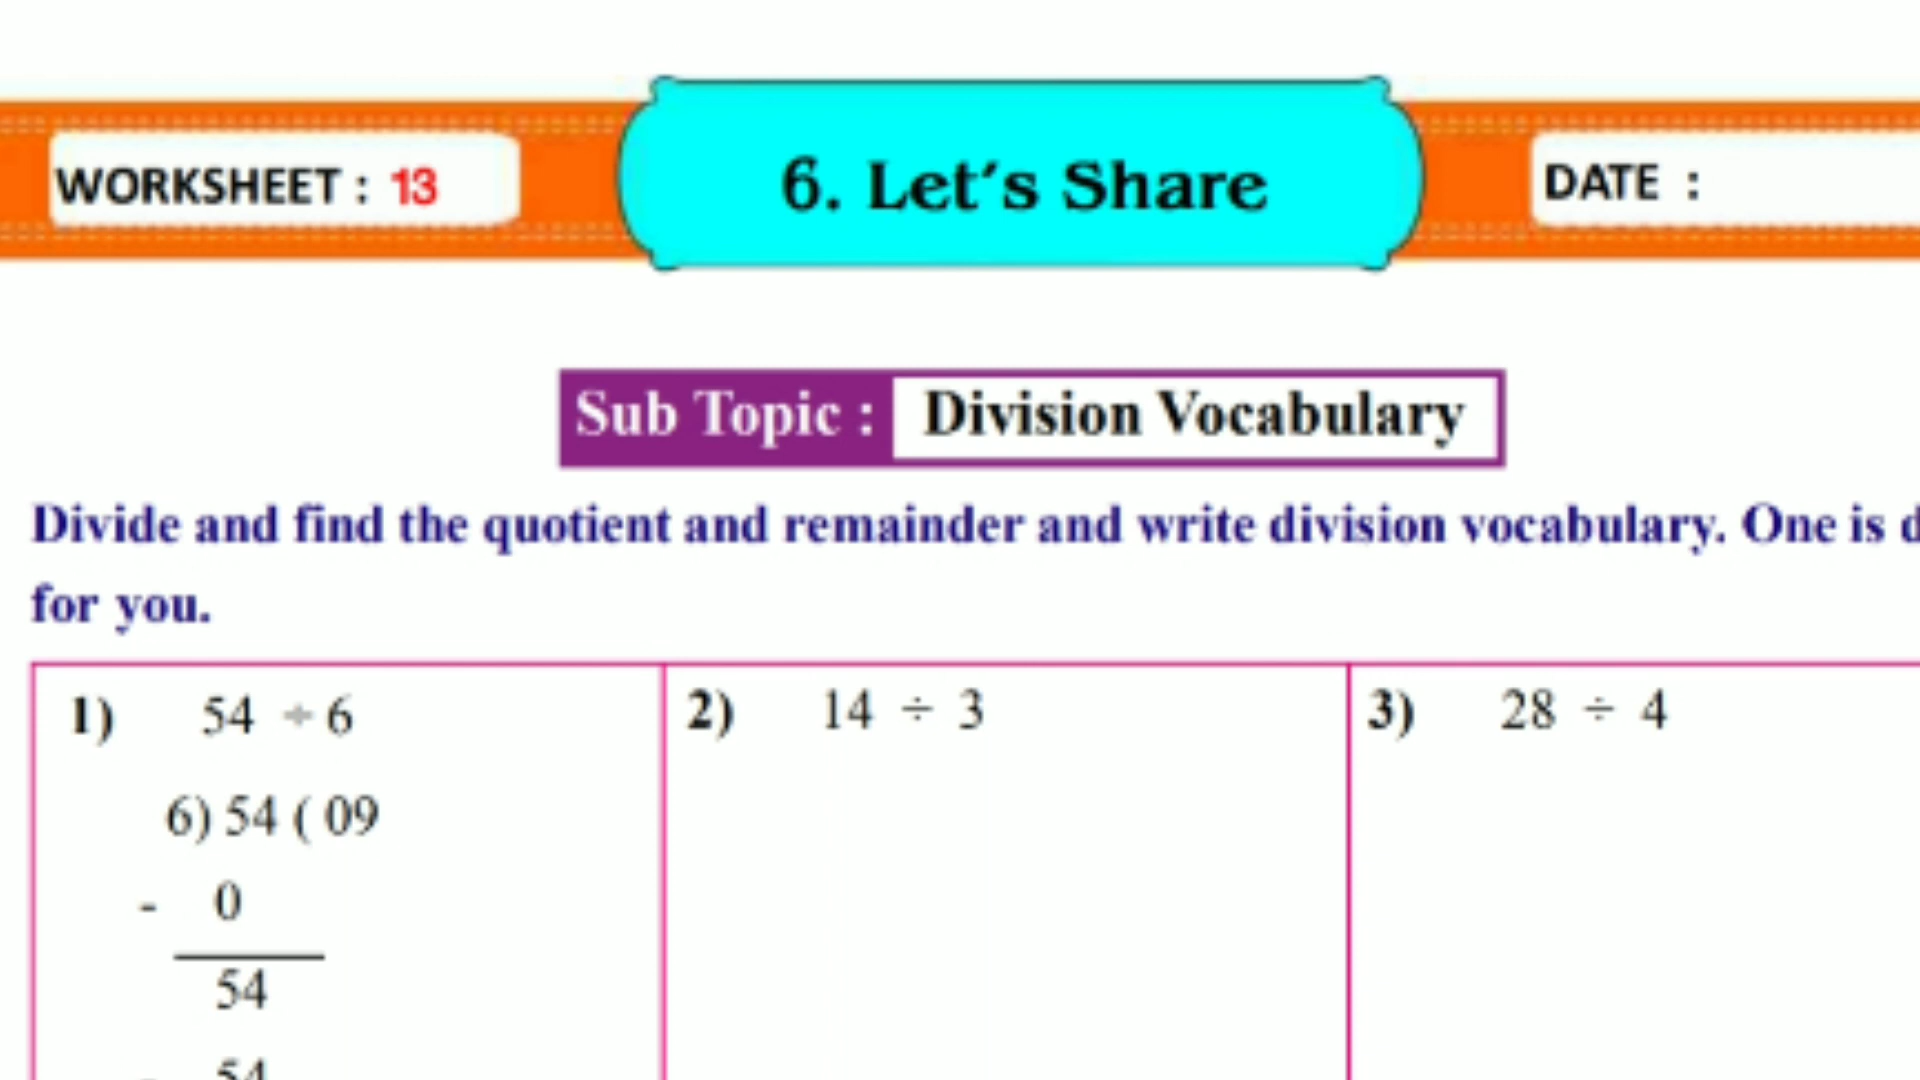 WORKSHEET : 13
6. Let's Share
DATE :
Sub Topic : Division Vocabulary
Divide and find the quotient and remainder and write division vocabulary. One is
for you.
1) 54 ÷ 6
2) 14 ÷ 3
3) 28 ÷ 4
6) 54 ( 09
- 0
54
- 54